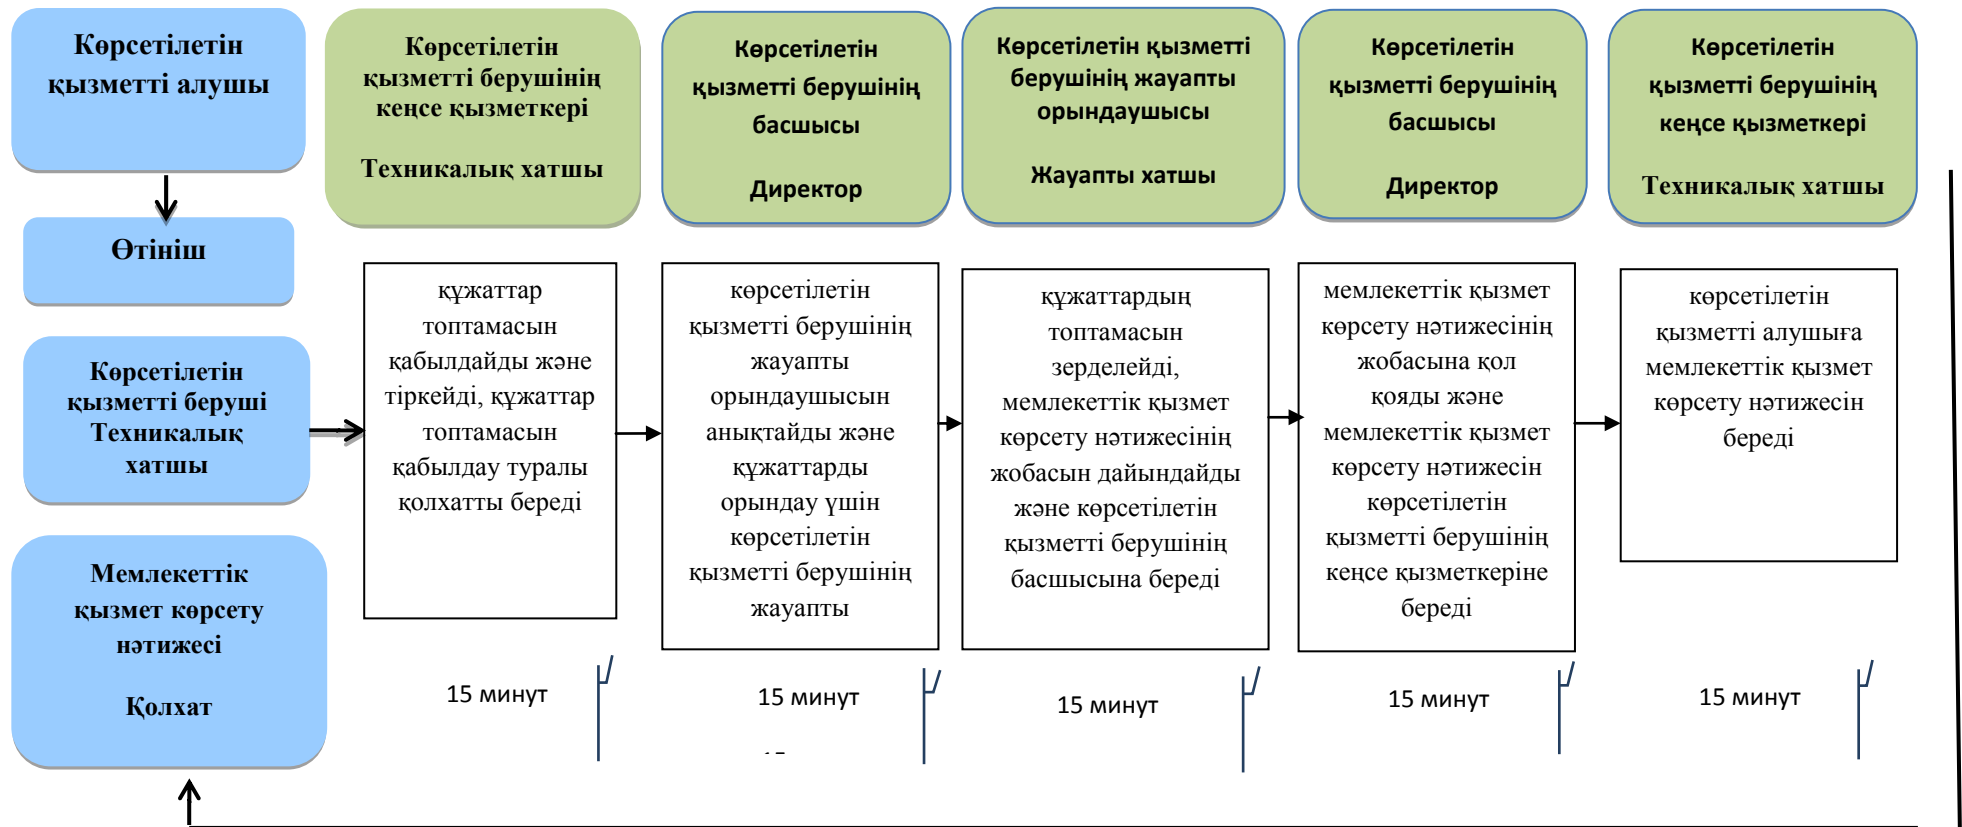 Көрсетілетін
қызметті алушы
Өтініш
Көрсетілетін
қызметті беруші
Техникалық
хатшы
Мемлекеттік
қызмет көрсету
нәтижесі
Қолхат
Көрсетілетін
қызметті берушінің
кеңсе қызметкері
Техникалық хатшы
Көрсетілетін
қызметті берушінің
басшысы
Директор
Көрсетілетін қызметті
берушінің жауапты
орындаушысы
Жауапты хатшы
Көрсетілетін
қызметті берушінің
басшысы
Директор
Көрсетілетін
қызметті берушінің
кеңсе қызметкері
Техникалық хатшы
құжаттар
топтамасын
қабылдайды және
тіркейді, құжаттар
топтамасын
қабылдау туралы
қолхатты береді
көрсетілетін
қызметті берушінің
жауапты
орындаушысын
анықтайды және
құжаттарды
орындау үшін
көрсетілетін
қызметті берушінің
жауапты
құжаттардың
топтамасын
зерделейді,
мемлекеттік қызмет
көрсету нәтижесінің
жобасын дайындайды
және көрсетілетін
қызметті берушінің
басшысына береді
мемлекеттік қызмет
көрсету нәтижесінің
жобасына қол
қояды және
мемлекеттік қызмет
көрсету нәтижесін
көрсетілетін
қызметті берушінің
кеңсе қызметкеріне
береді
көрсетілетін
қызметті алушыға
мемлекеттік қызмет
көрсету нәтижесін
береді
15 минут
15 минут
15 минут
15 минут
15 минут